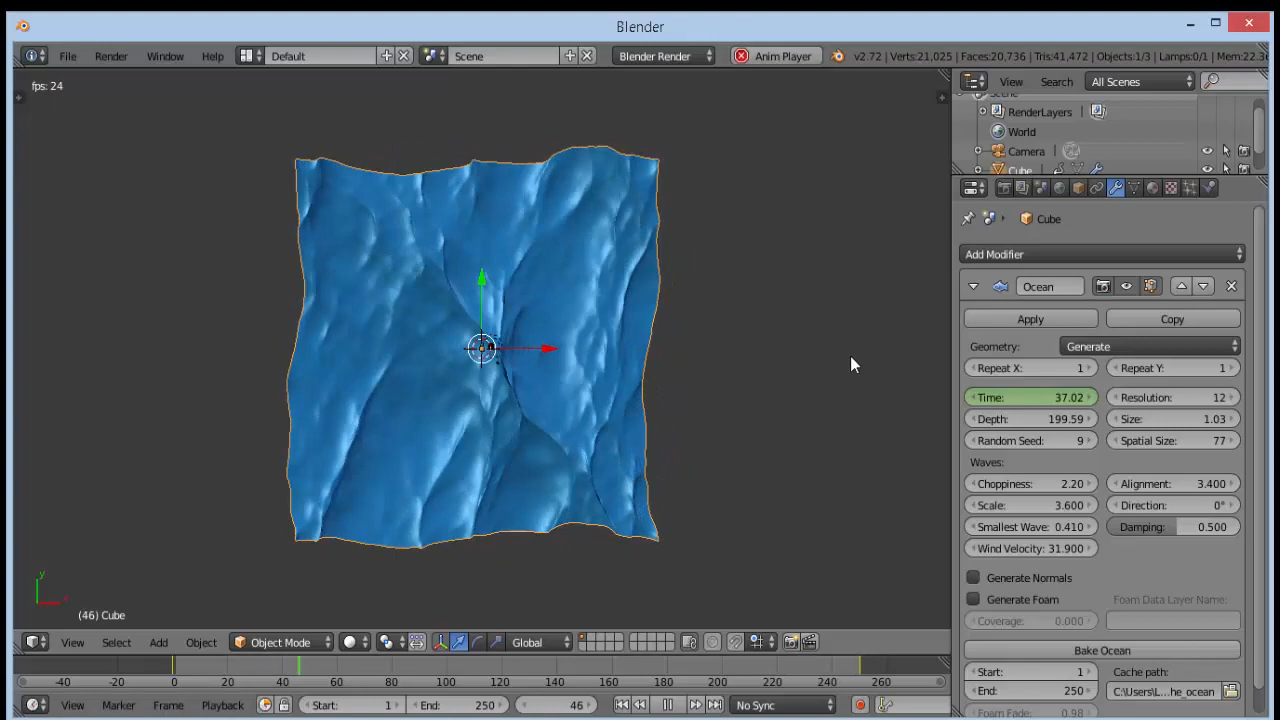 Blender
File Render Window Help Default Scene Blender Render Anim Player v2.72 | Verts:21,025 | Faces:20,736 | Tris:41,472 | Objects:1/3 | Lamps:0/1 | Mem:22.3
fps: 24
View Search All Scenes
RenderLayers
World
Camera
Cube
Cube
Add Modifier
Ocean
Apply Copy
Geometry: Generate
Repeat X: 1 Repeat Y: 1
Time: 37.02 Resolution: 12
Depth: 199.59 Size: 1.03
Random Seed: 9 Spatial Size: 77
Waves:
Choppiness: 2.20 Alignment: 3.400
Scale: 3.600 Direction: 0°
Smallest Wave: 0.410 Damping: 0.500
Wind Velocity: 31.900
Generate Normals
Generate Foam Foam Data Layer Name:
Coverage: 0.000
Bake Ocean
Start: 1 Cache path:
End: 250 C:\Users\L...he_ocean
Foam Fade: 0.98
y
x
(46) Cube
View Select Add Object Object Mode Global
-40 -20 0 20 40 60 80 100 120 140 160 180 200 220 240 260
View Marker Frame Playback Start: 1 End: 250 46 No Sync